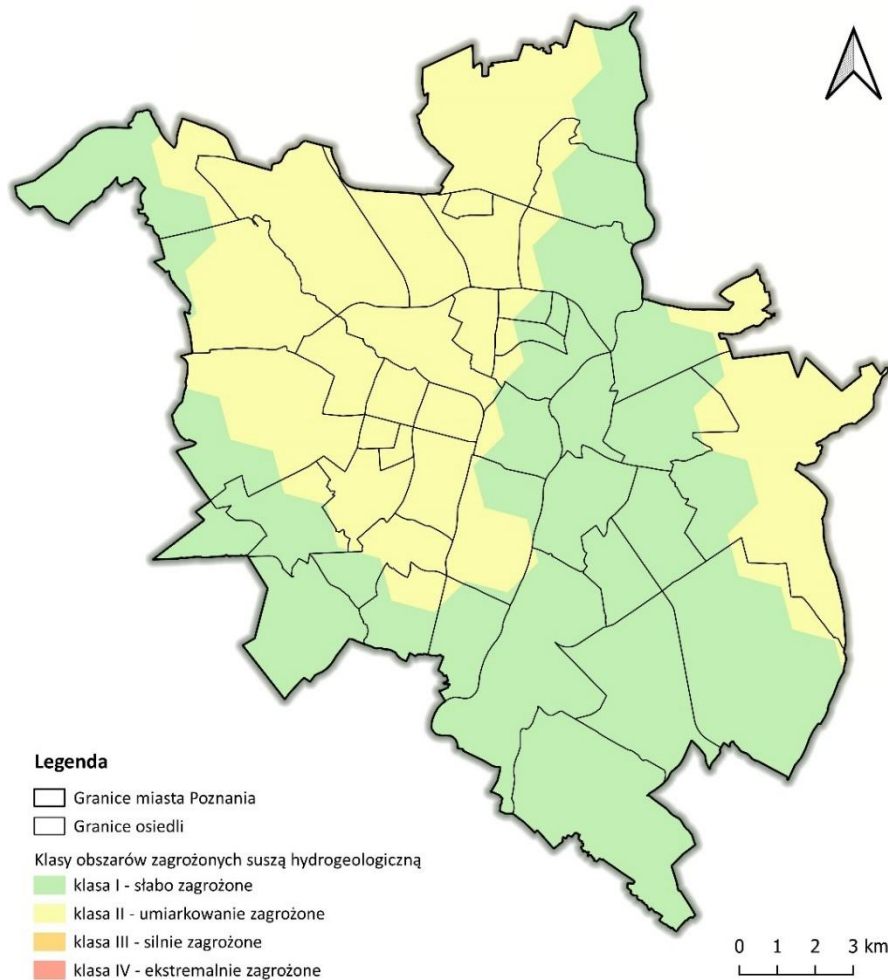 Legenda
Granice miasta Poznania
Granice osiedli
Klasy obszarów zagrożonych suszą hydrogeologiczną
klasa I - słabo zagrożone
klasa II - umiarkowanie zagrożone
klasa III - silnie zagrożone
klasa IV - ekstremalnie zagrożone
0 1 2 3 km